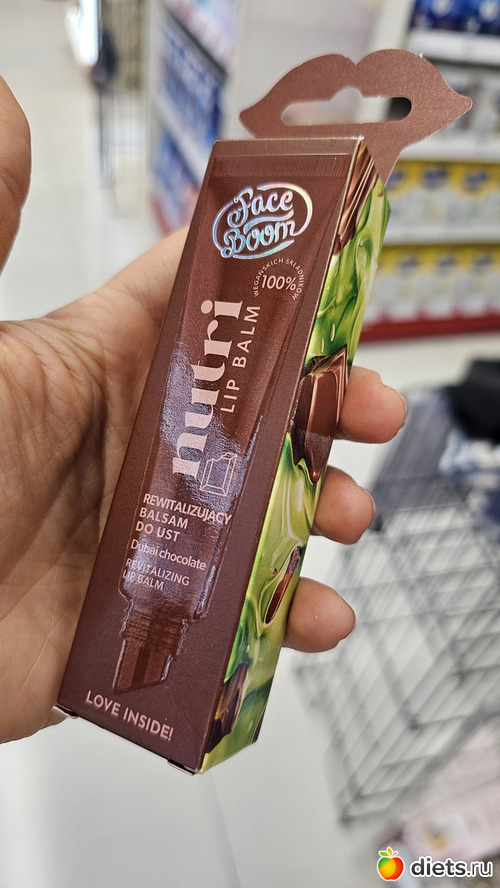 Face
Boom
100%
WEGAŃSKICH SKŁADNIKÓW
nutri
LIP BALM
REWITALIZUJĄCY
BALSAM
DO UST
Dubai chocolate
REVITALIZING
LIP BALM
LOVE INSIDE!
diets.ru